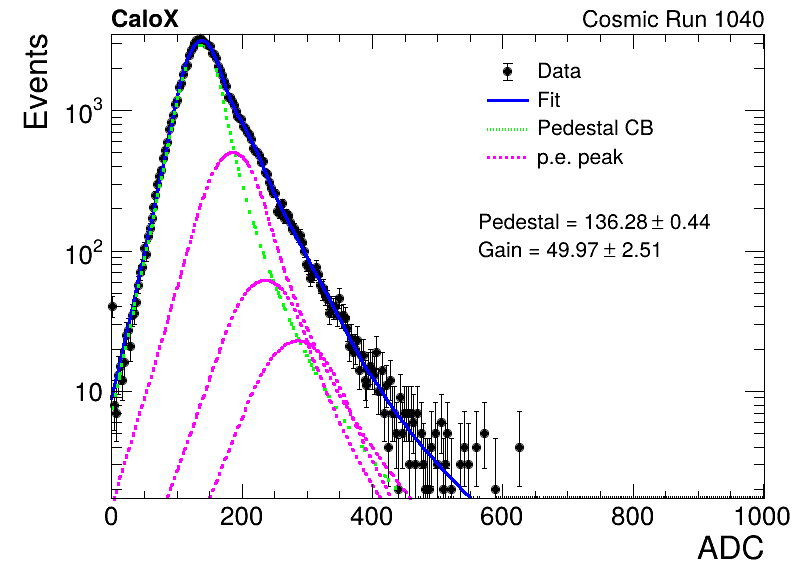 CaloX Cosmic Run 1040
Events
Data
Fit
Pedestal CB
p.e. peak
Pedestal = 136.28 ± 0.44
Gain = 49.97 ± 2.51
10³
10²
10
0 200 400 600 800 1000
ADC